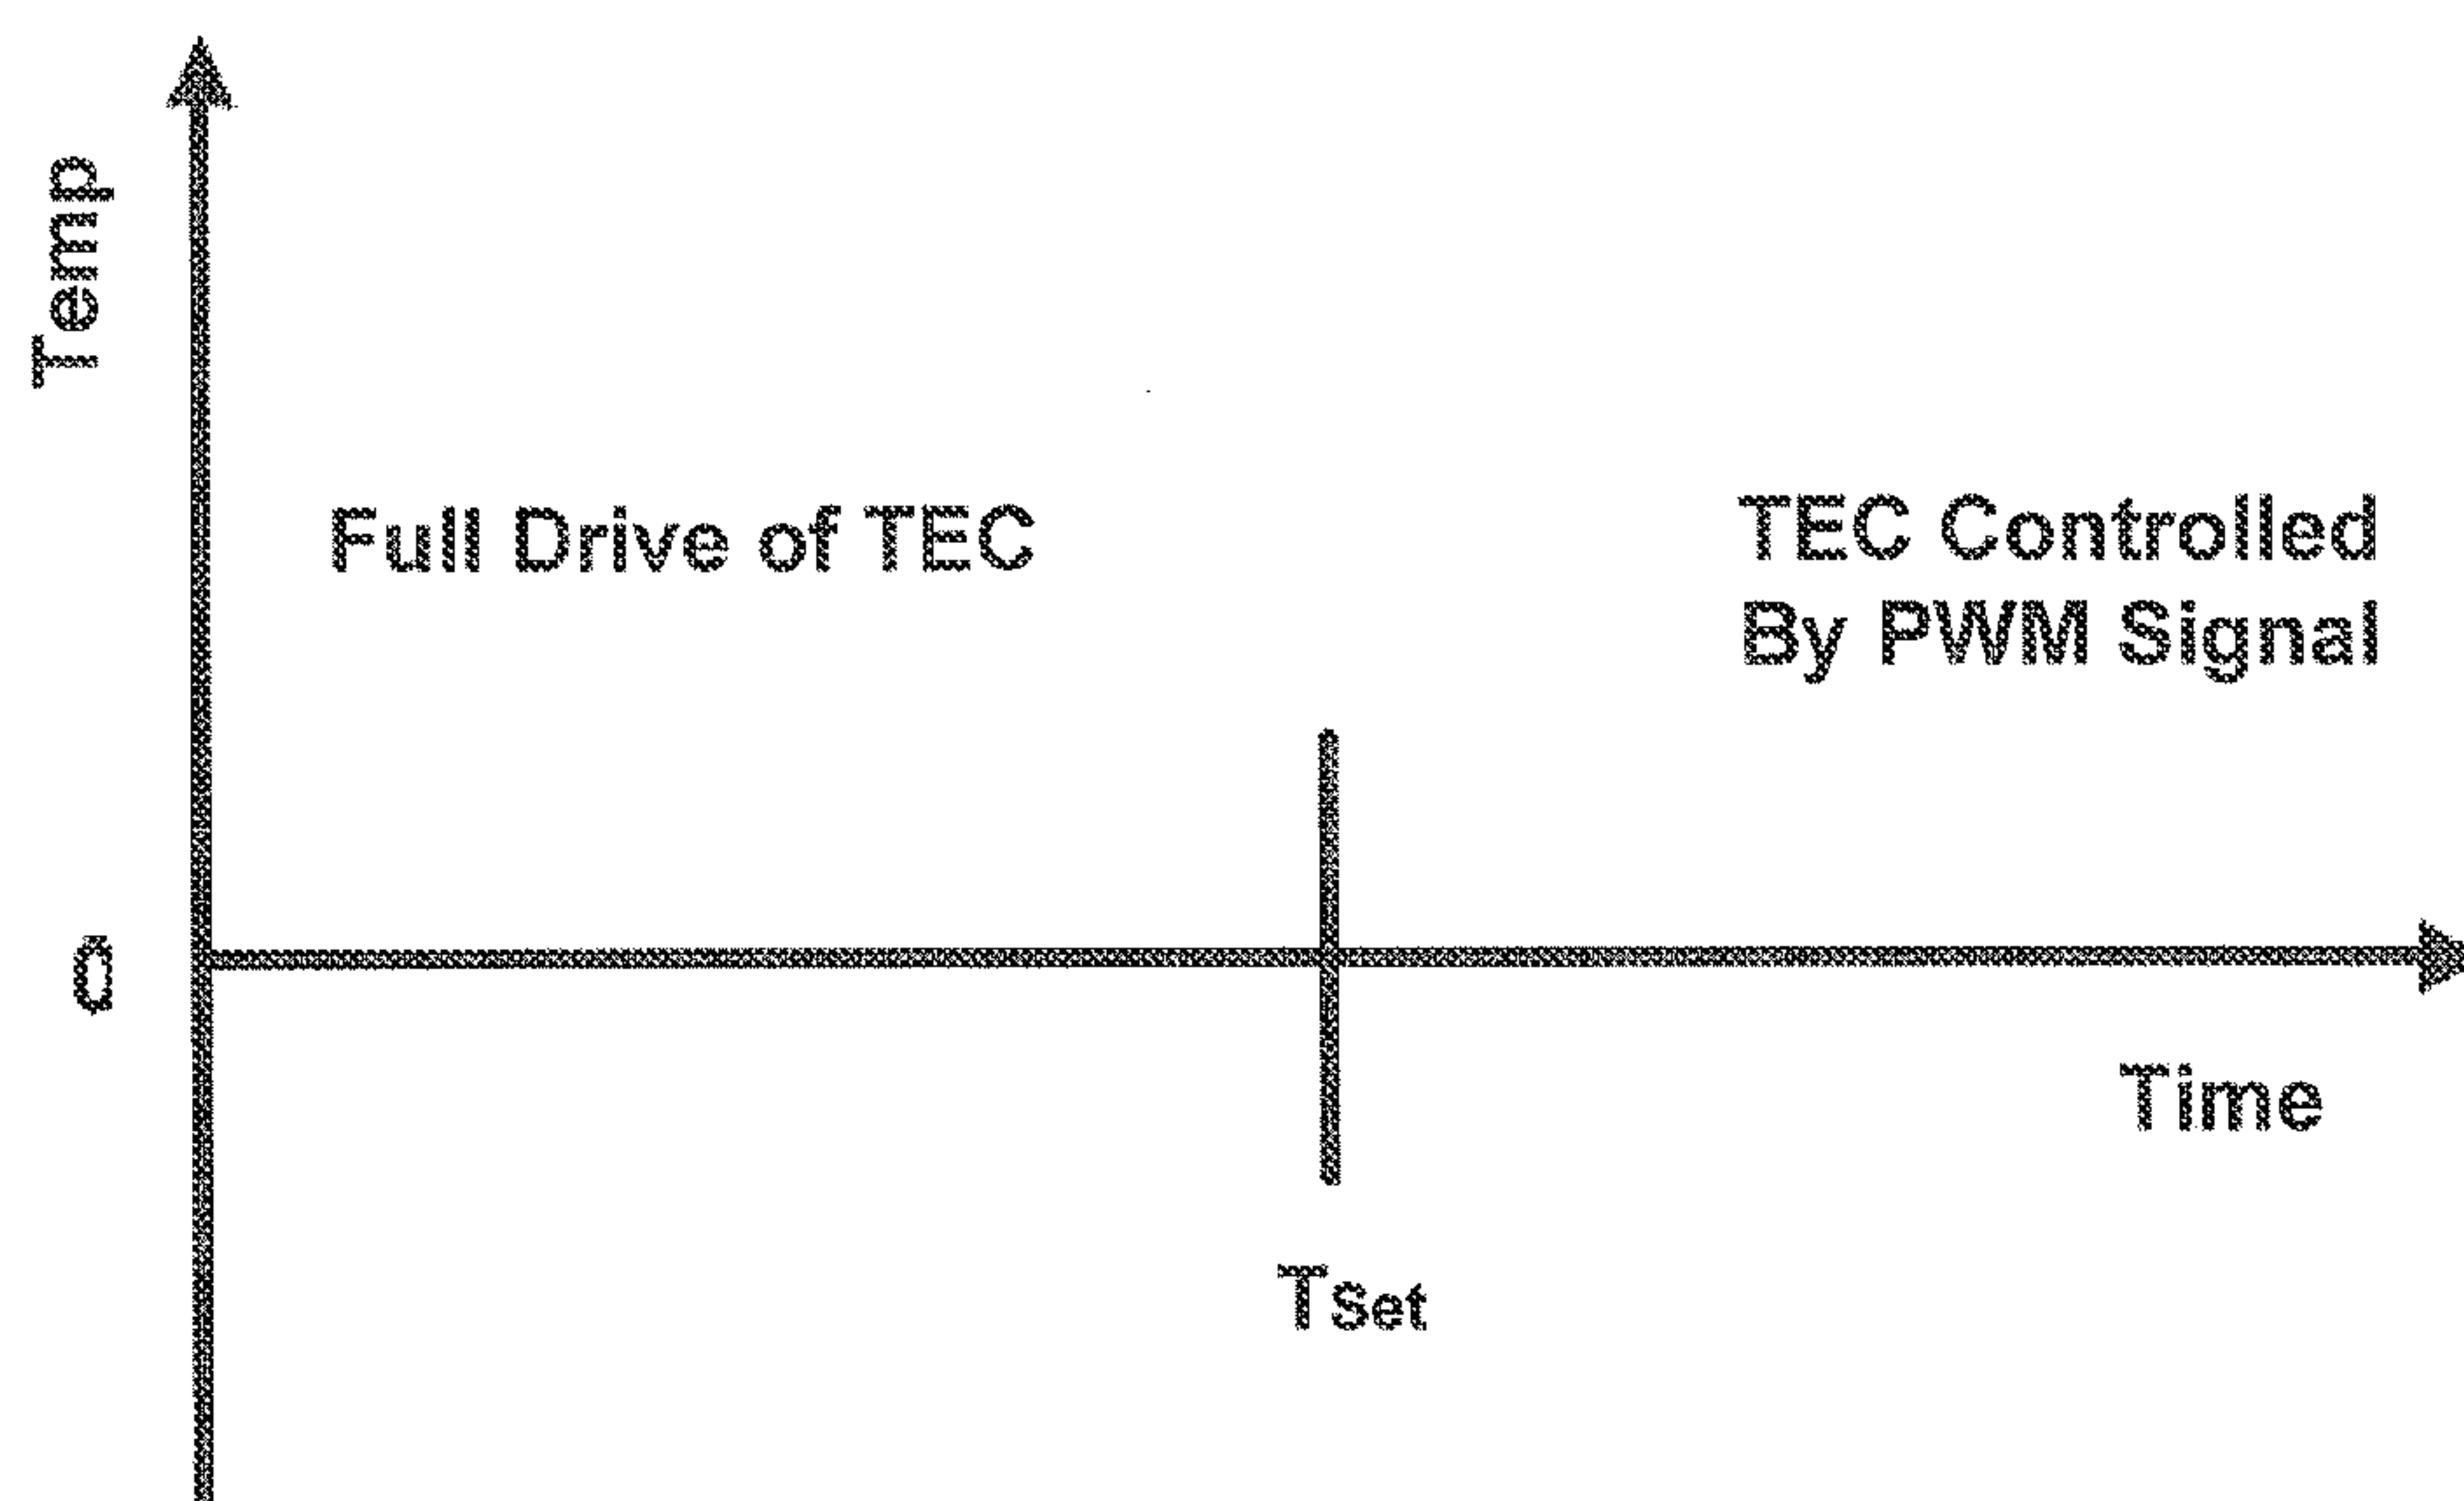 Temp
Full Drive of TEC
TEC Controlled
By PWM Signal
0
Time
TSet